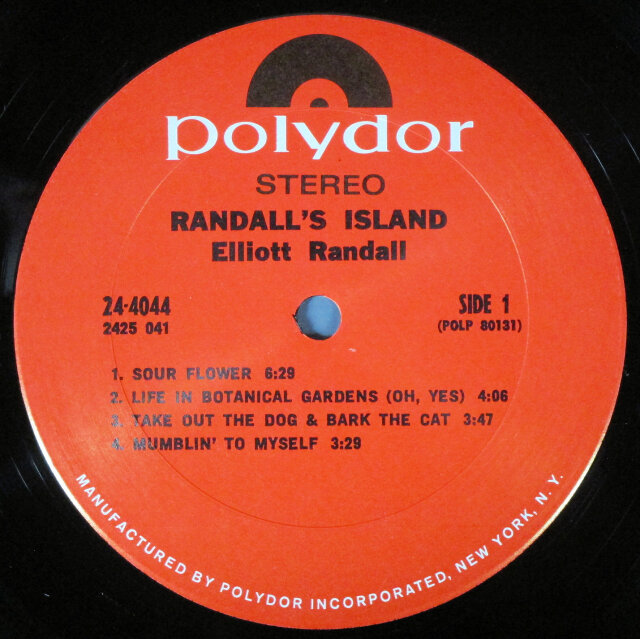 polydor
STEREO
RANDALL'S ISLAND
Elliott Randall
24-4044
2425 041
SIDE 1
(POLP 80131)
1. SOUR FLOWER 6:29
2. LIFE IN BOTANICAL GARDENS (OH, YES) 4:06
3. TAKE OUT THE DOG & BARK THE CAT 3:47
4. MUMBLIN' TO MYSELF 3:29
MANUFACTURED BY POLYDOR INCORPORATED, NEW YORK, N. Y.